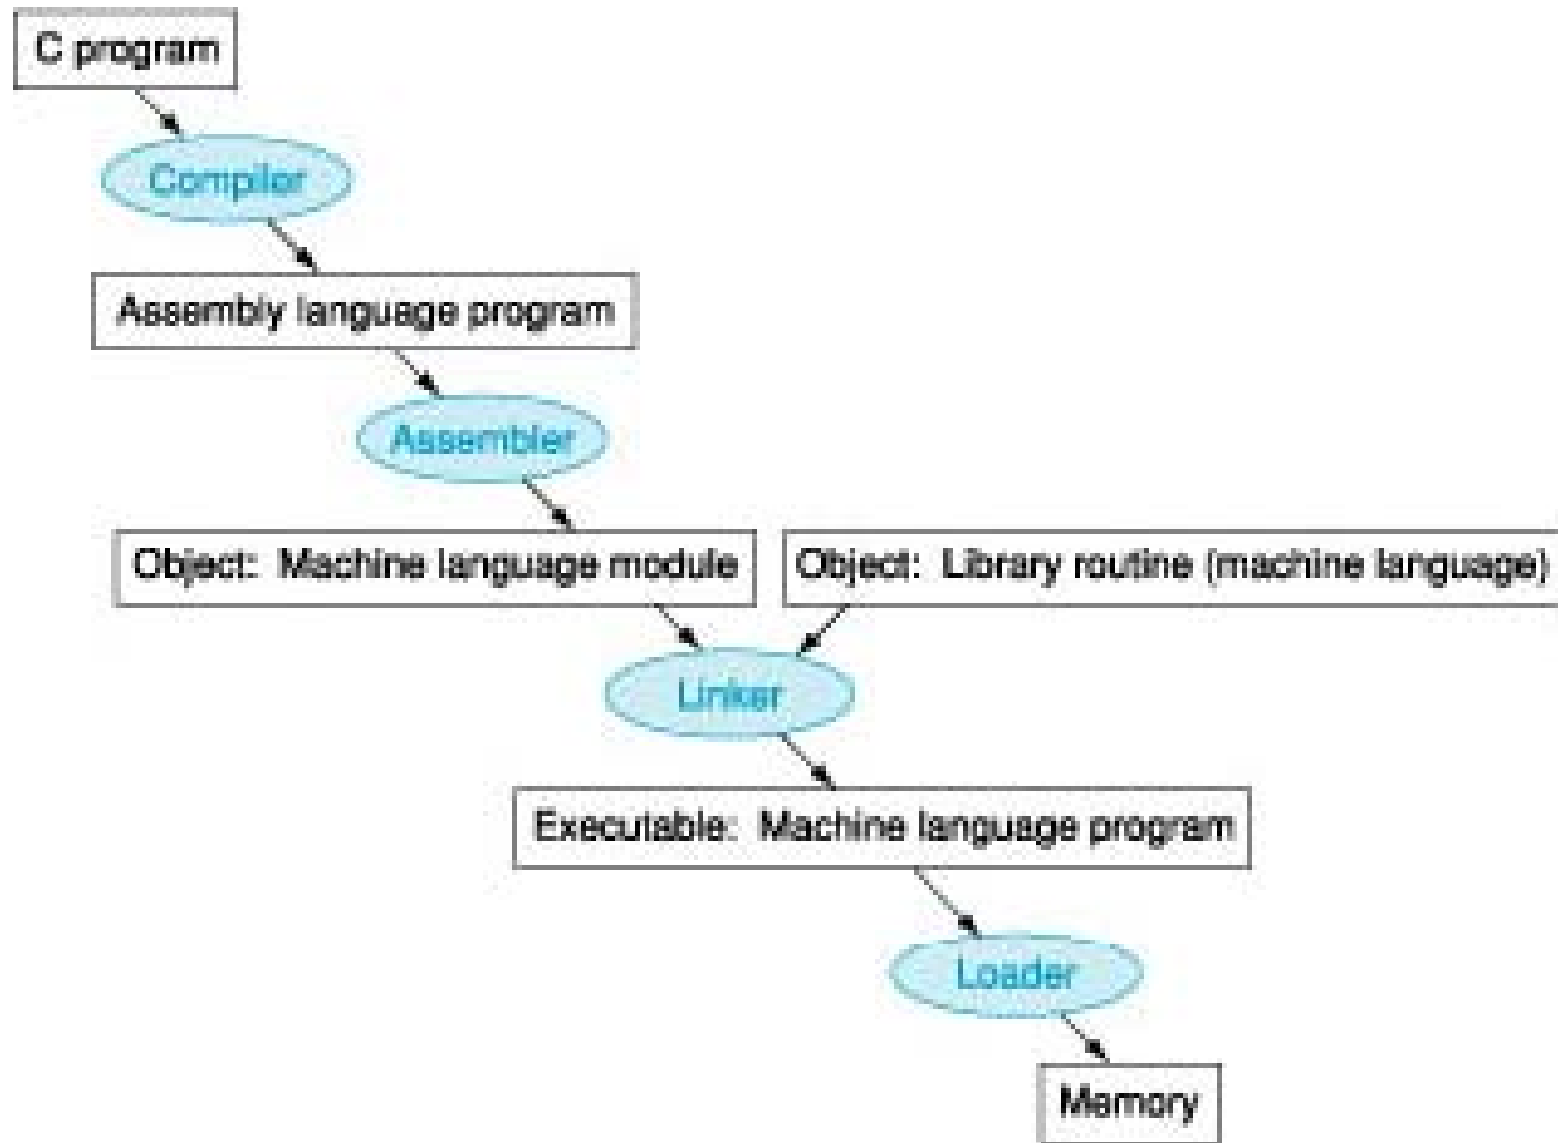 C program
Compiler
Assembly language program
Assembler
Object: Machine language module
Object: Library routine (machine language)
Linker
Executable: Machine language program
Loader
Memory